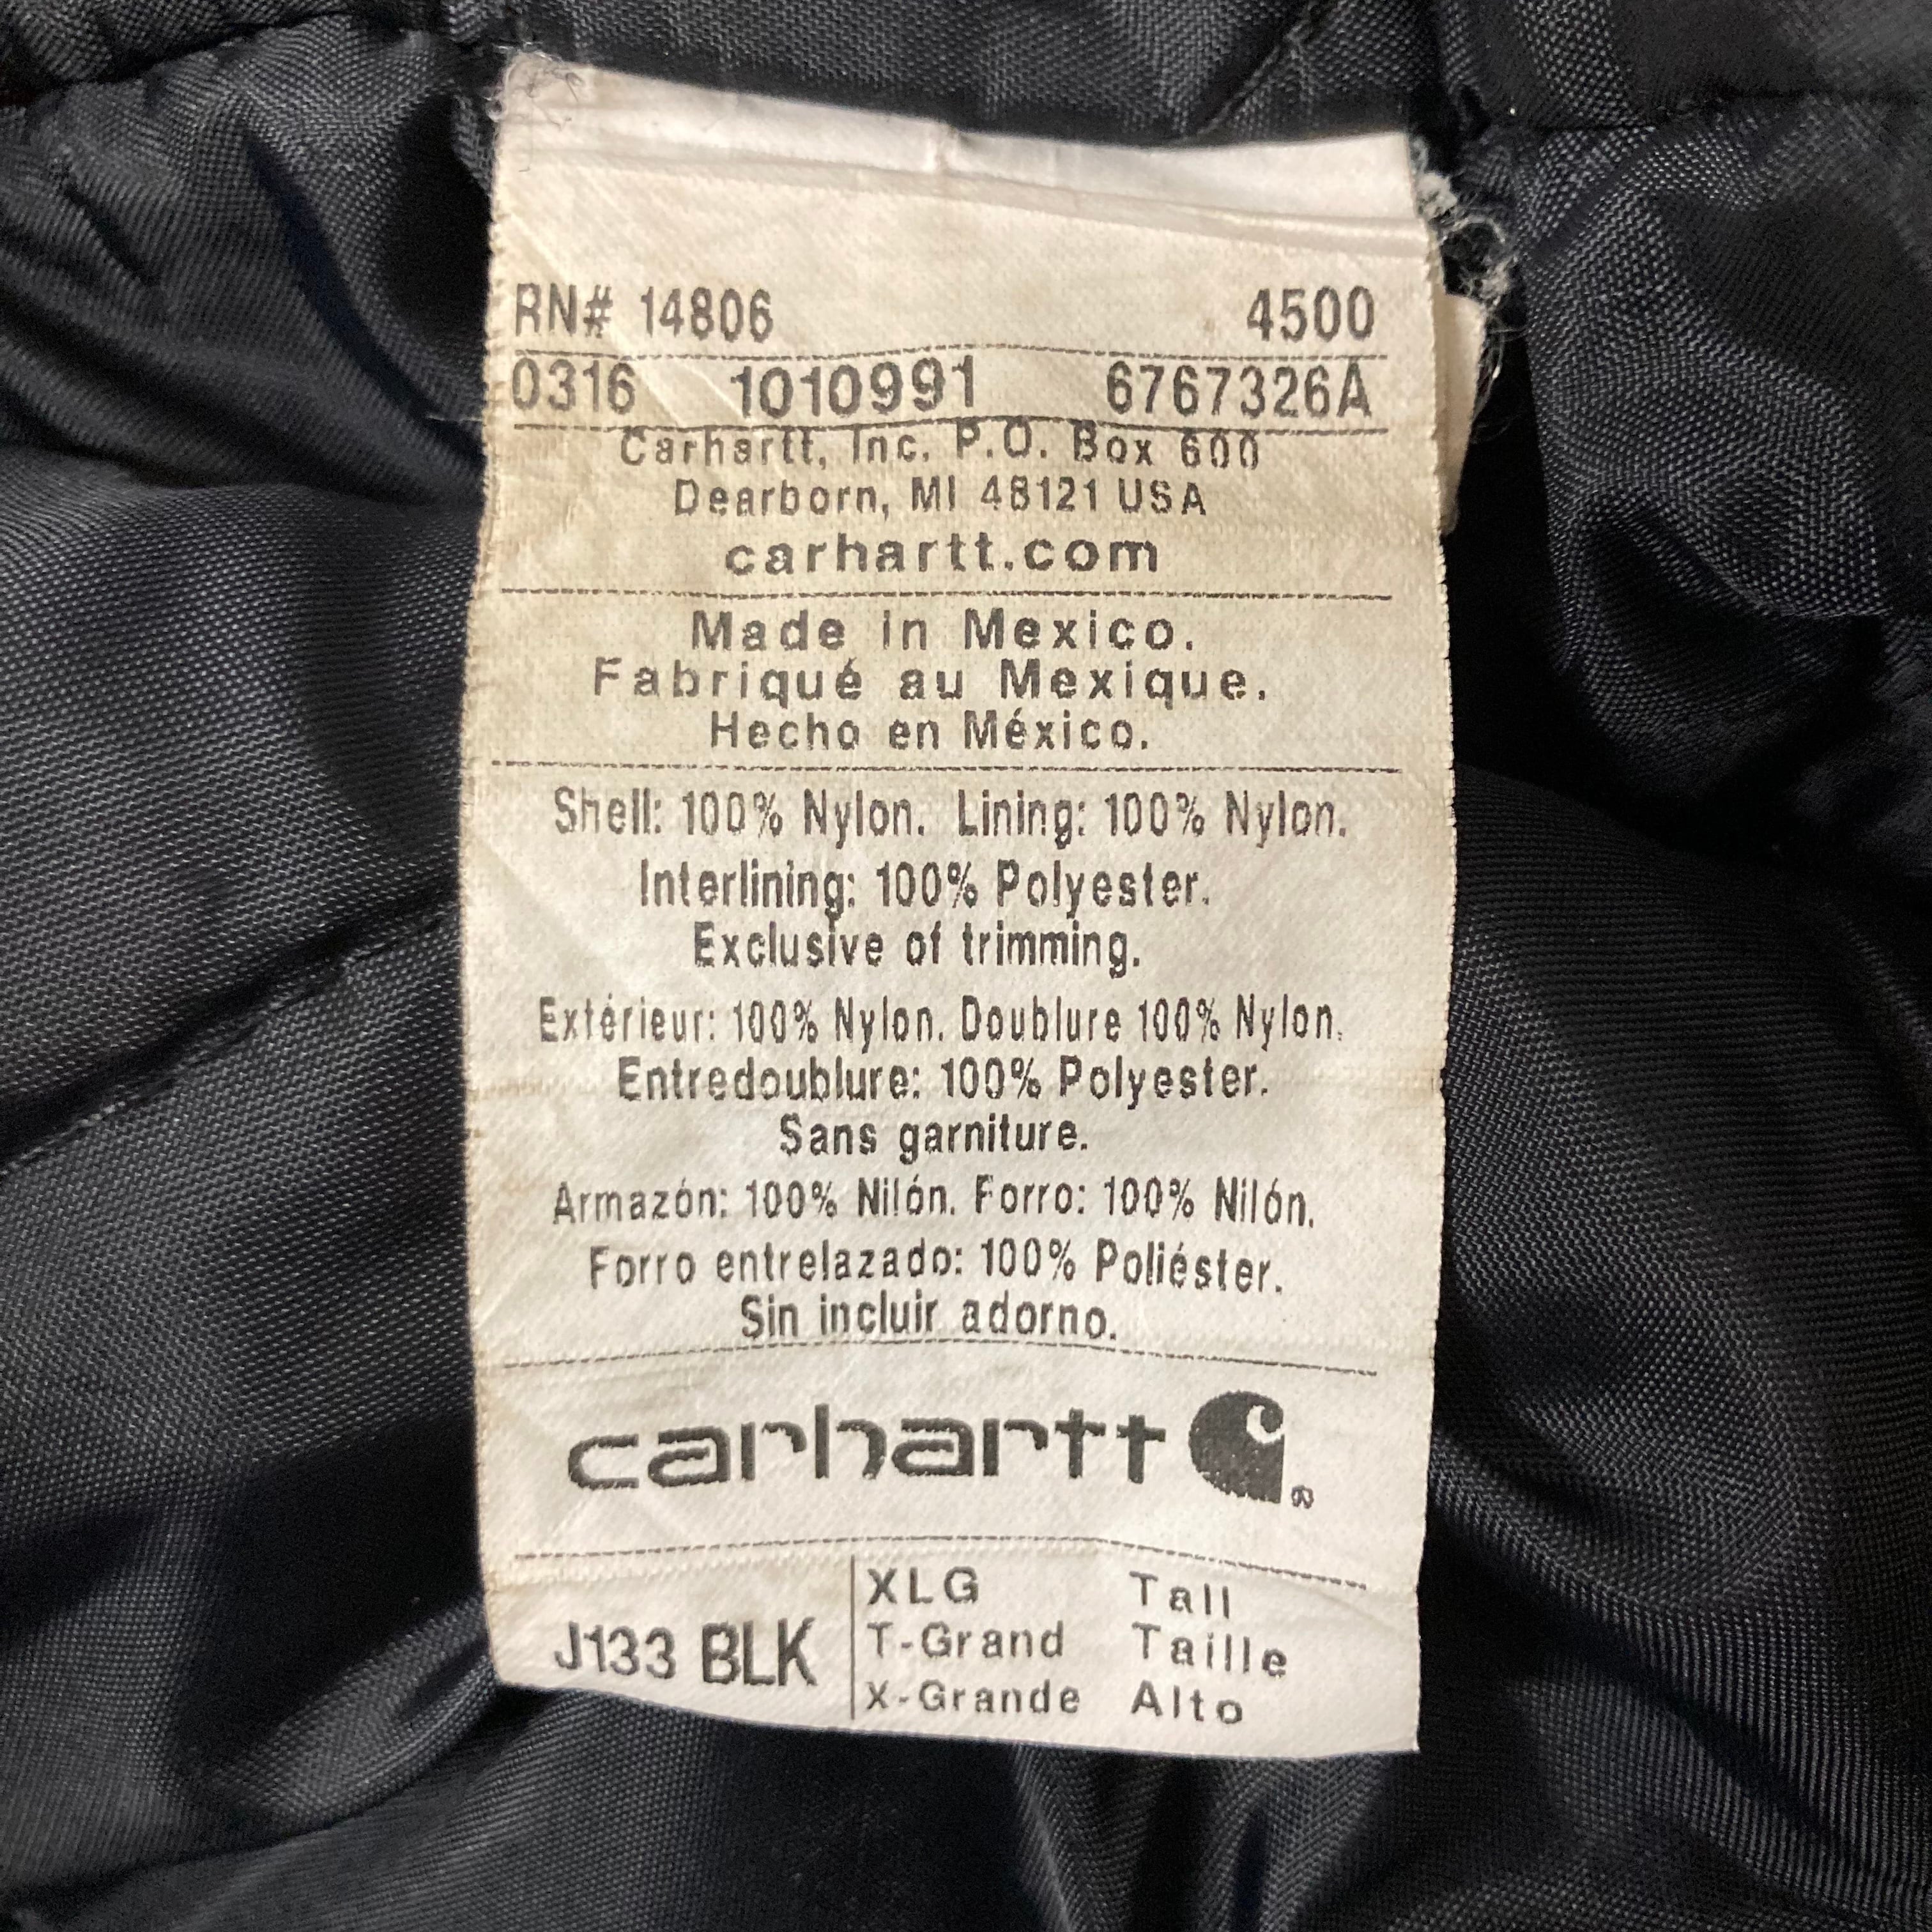 RN# 14806 4500
0316 1010991 6767326A
Carhartt, Inc. P.O. Box 600
Dearborn, MI 48121 USA
carhartt.com
Made in Mexico.
Fabriqué au Mexique.
Hecho en México.
Shell: 100% Nylon. Lining: 100% Nylon.
Interlining: 100% Polyester.
Exclusive of trimming.
Extérieur: 100% Nylon. Doublure 100% Nylon.
Entredoublure: 100% Polyester.
Sans garniture.
Armazón: 100% Nilón. Forro: 100% Nilón.
Forro entrelazado: 100% Poliéster.
Sin incluir adorno.
carhartt ®
J133 BLK
XLG Tall
T-Grand Taille
X-Grande Alto